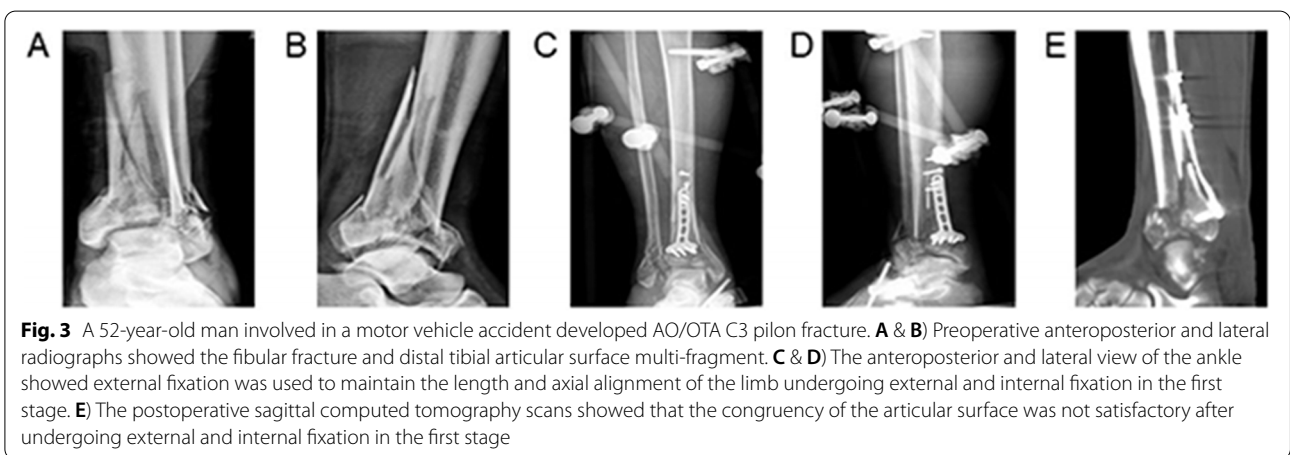 A B C D E
Fig. 3 A 52-year-old man involved in a motor vehicle accident developed AO/OTA C3 pilon fracture. A & B) Preoperative anteroposterior and lateral
radiographs showed the fibular fracture and distal tibial articular surface multi-fragment. C & D) The anteroposterior and lateral view of the ankle
showed external fixation was used to maintain the length and axial alignment of the limb undergoing external and internal fixation in the first
stage. E) The postoperative sagittal computed tomography scans showed that the congruency of the articular surface was not satisfactory after
undergoing external and internal fixation in the first stage